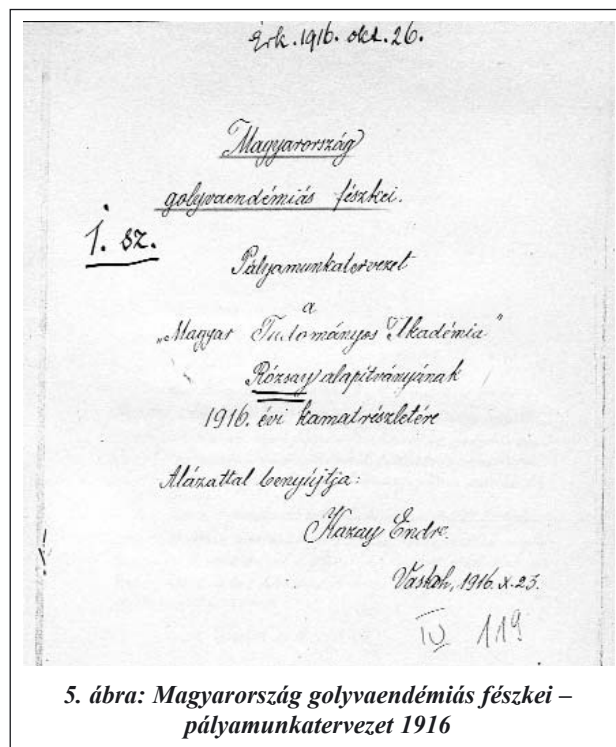 Erk. 1916. okt. 26.
Magyarország
golyvaendémiás fészkei.
1. sz.
Pályamunkatervezet
a
„Magyar Tudományos Akadémia"
Rózsay alapítványának
1916. évi kamatrészletére
Alázattal benyújtja:
Kazay Endre.
Vaskoh, 1916. X. 23.
IV 119
5. ábra: Magyarország golyvaendémiás fészkei –
pályamunkatervezet 1916